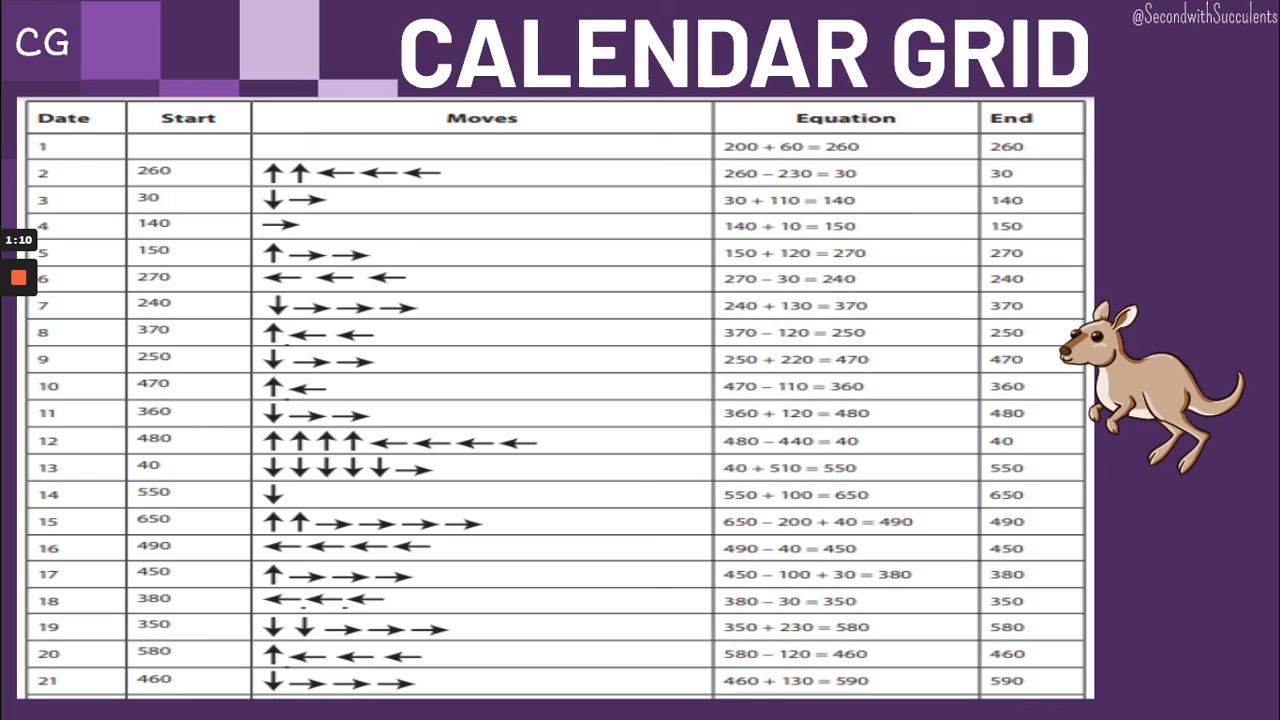 @SecondwithSucculents
CG
CALENDAR GRID
Date Start Moves Equation End
1 200 + 60 = 260 260
2 260 ↑ ↑ ← ← ← 260 – 230 = 30 30
3 30 ↓ → 30 + 110 = 140 140
4 140 → 140 + 10 = 150 150
1:10
5 150 ↑ → → 150 + 120 = 270 270
6 270 ← ← ← 270 – 30 = 240 240
7 240 ↓ → → → 240 + 130 = 370 370
8 370 ↑ ← ← 370 – 120 = 250 250
9 250 ↓ → → 250 + 220 = 470 470
10 470 ↑ ← 470 – 110 = 360 360
11 360 ↓ → → 360 + 120 = 480 480
12 480 ↑ ↑ ↑ ↑ ← ← ← ← 480 – 440 = 40 40
13 40 ↓ ↓ ↓ ↓ ↓ → 40 + 510 = 550 550
14 550 ↓ 550 + 100 = 650 650
15 650 ↑ ↑ → → → → 650 – 200 + 40 = 490 490
16 490 ← ← ← ← 490 – 40 = 450 450
17 450 ↑ → → → 450 – 100 + 30 = 380 380
18 380 ← ← ← 380 – 30 = 350 350
19 350 ↓ ↓ → → → 350 + 230 = 580 580
20 580 ↑ ← ← ← 580 – 120 = 460 460
21 460 ↓ → → → 460 + 130 = 590 590